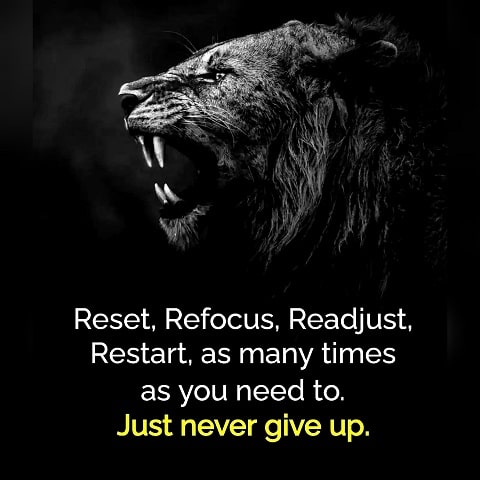 Reset, Refocus, Readjust,
Restart, as many times
as you need to.
Just never give up.